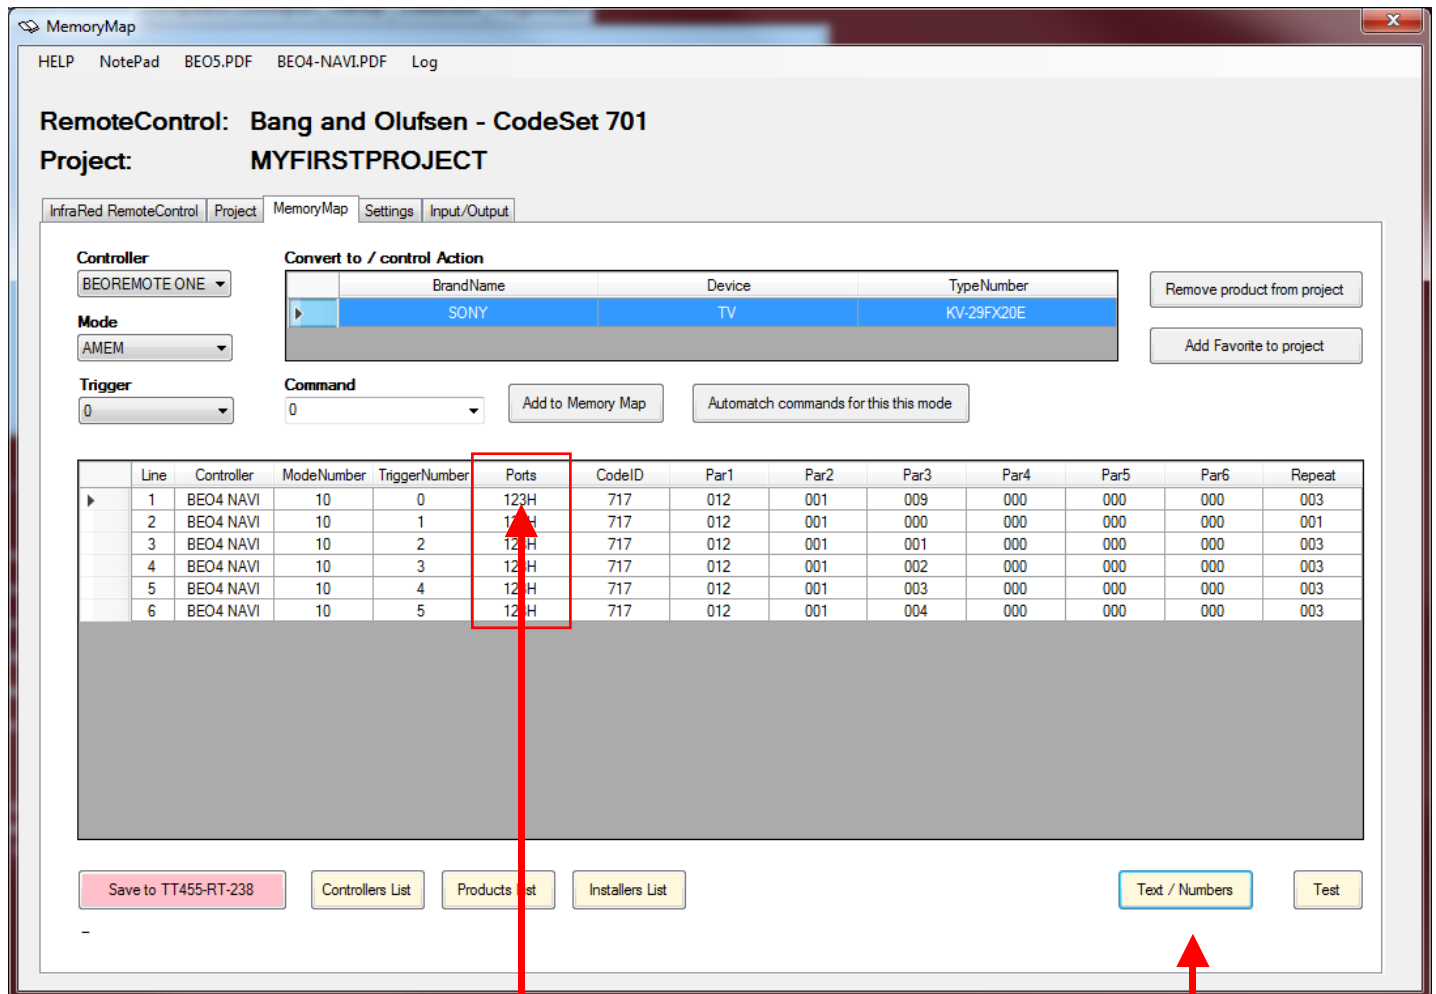 MemoryMap
HELP NotePad BEO5.PDF BEO4-NAVI.PDF Log
RemoteControl: Bang and Olufsen - CodeSet 701
Project: MYFIRSTPROJECT
InfraRed RemoteControl Project MemoryMap Settings Input/Output
Controller Convert to / control Action
BEOREMOTE ONE BrandName Device TypeNumber Remove product from project
SONY TV KV-29FX20E
Mode
AMEM Add Favorite to project
Trigger Command
0 0 Add to Memory Map Automatch commands for this this mode
Line Controller ModeNumber TriggerNumber Ports CodeID Par1 Par2 Par3 Par4 Par5 Par6 Repeat
1 BEO4 NAVI 10 0 123H 717 012 001 009 000 000 000 003
2 BEO4 NAVI 10 1 717 012 001 000 000 000 000 001
3 BEO4 NAVI 10 2 123H 717 012 001 001 000 000 000 003
4 BEO4 NAVI 10 3 123H 717 012 001 002 000 000 000 003
5 BEO4 NAVI 10 4 123H 717 012 001 003 000 000 000 003
6 BEO4 NAVI 10 5 123H 717 012 001 004 000 000 000 003
Save to TT455-RT-238 Controllers List Products List Installers List Text / Numbers Test